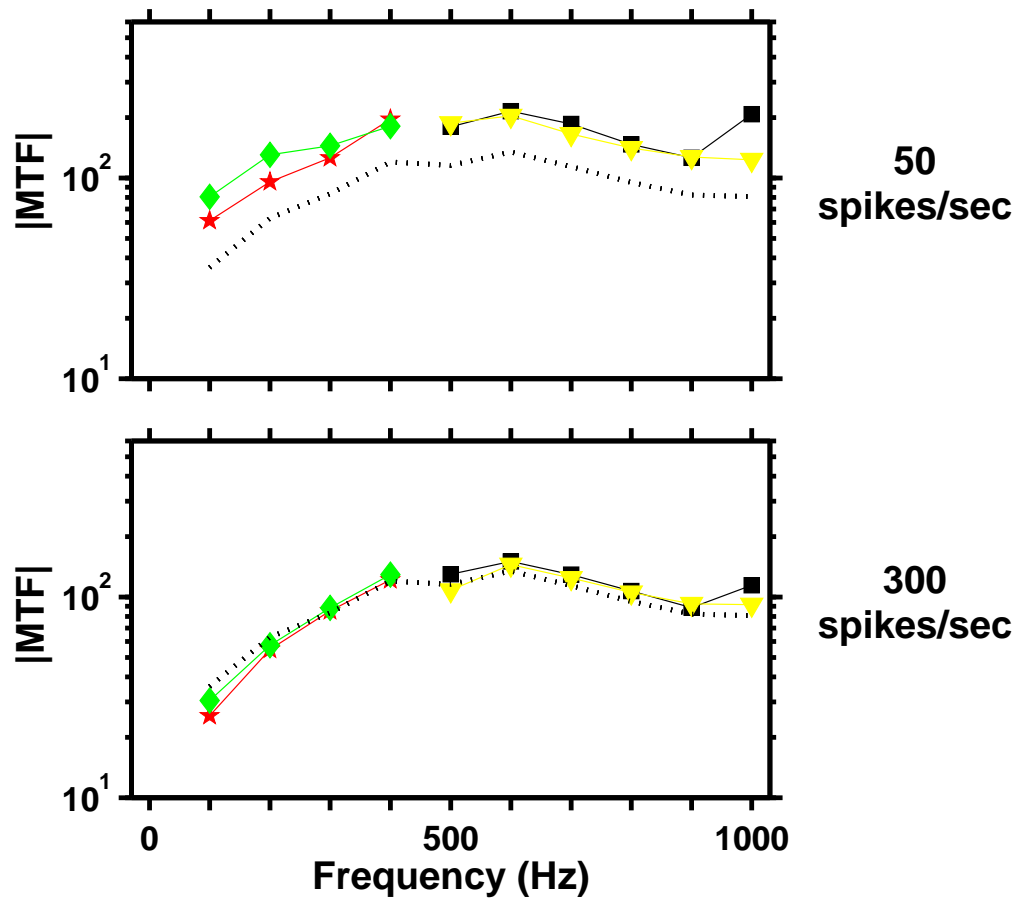 |MTF|
10²
10¹
50
spikes/sec
|MTF|
10²
10¹
300
spikes/sec
0 500 1000
Frequency (Hz)